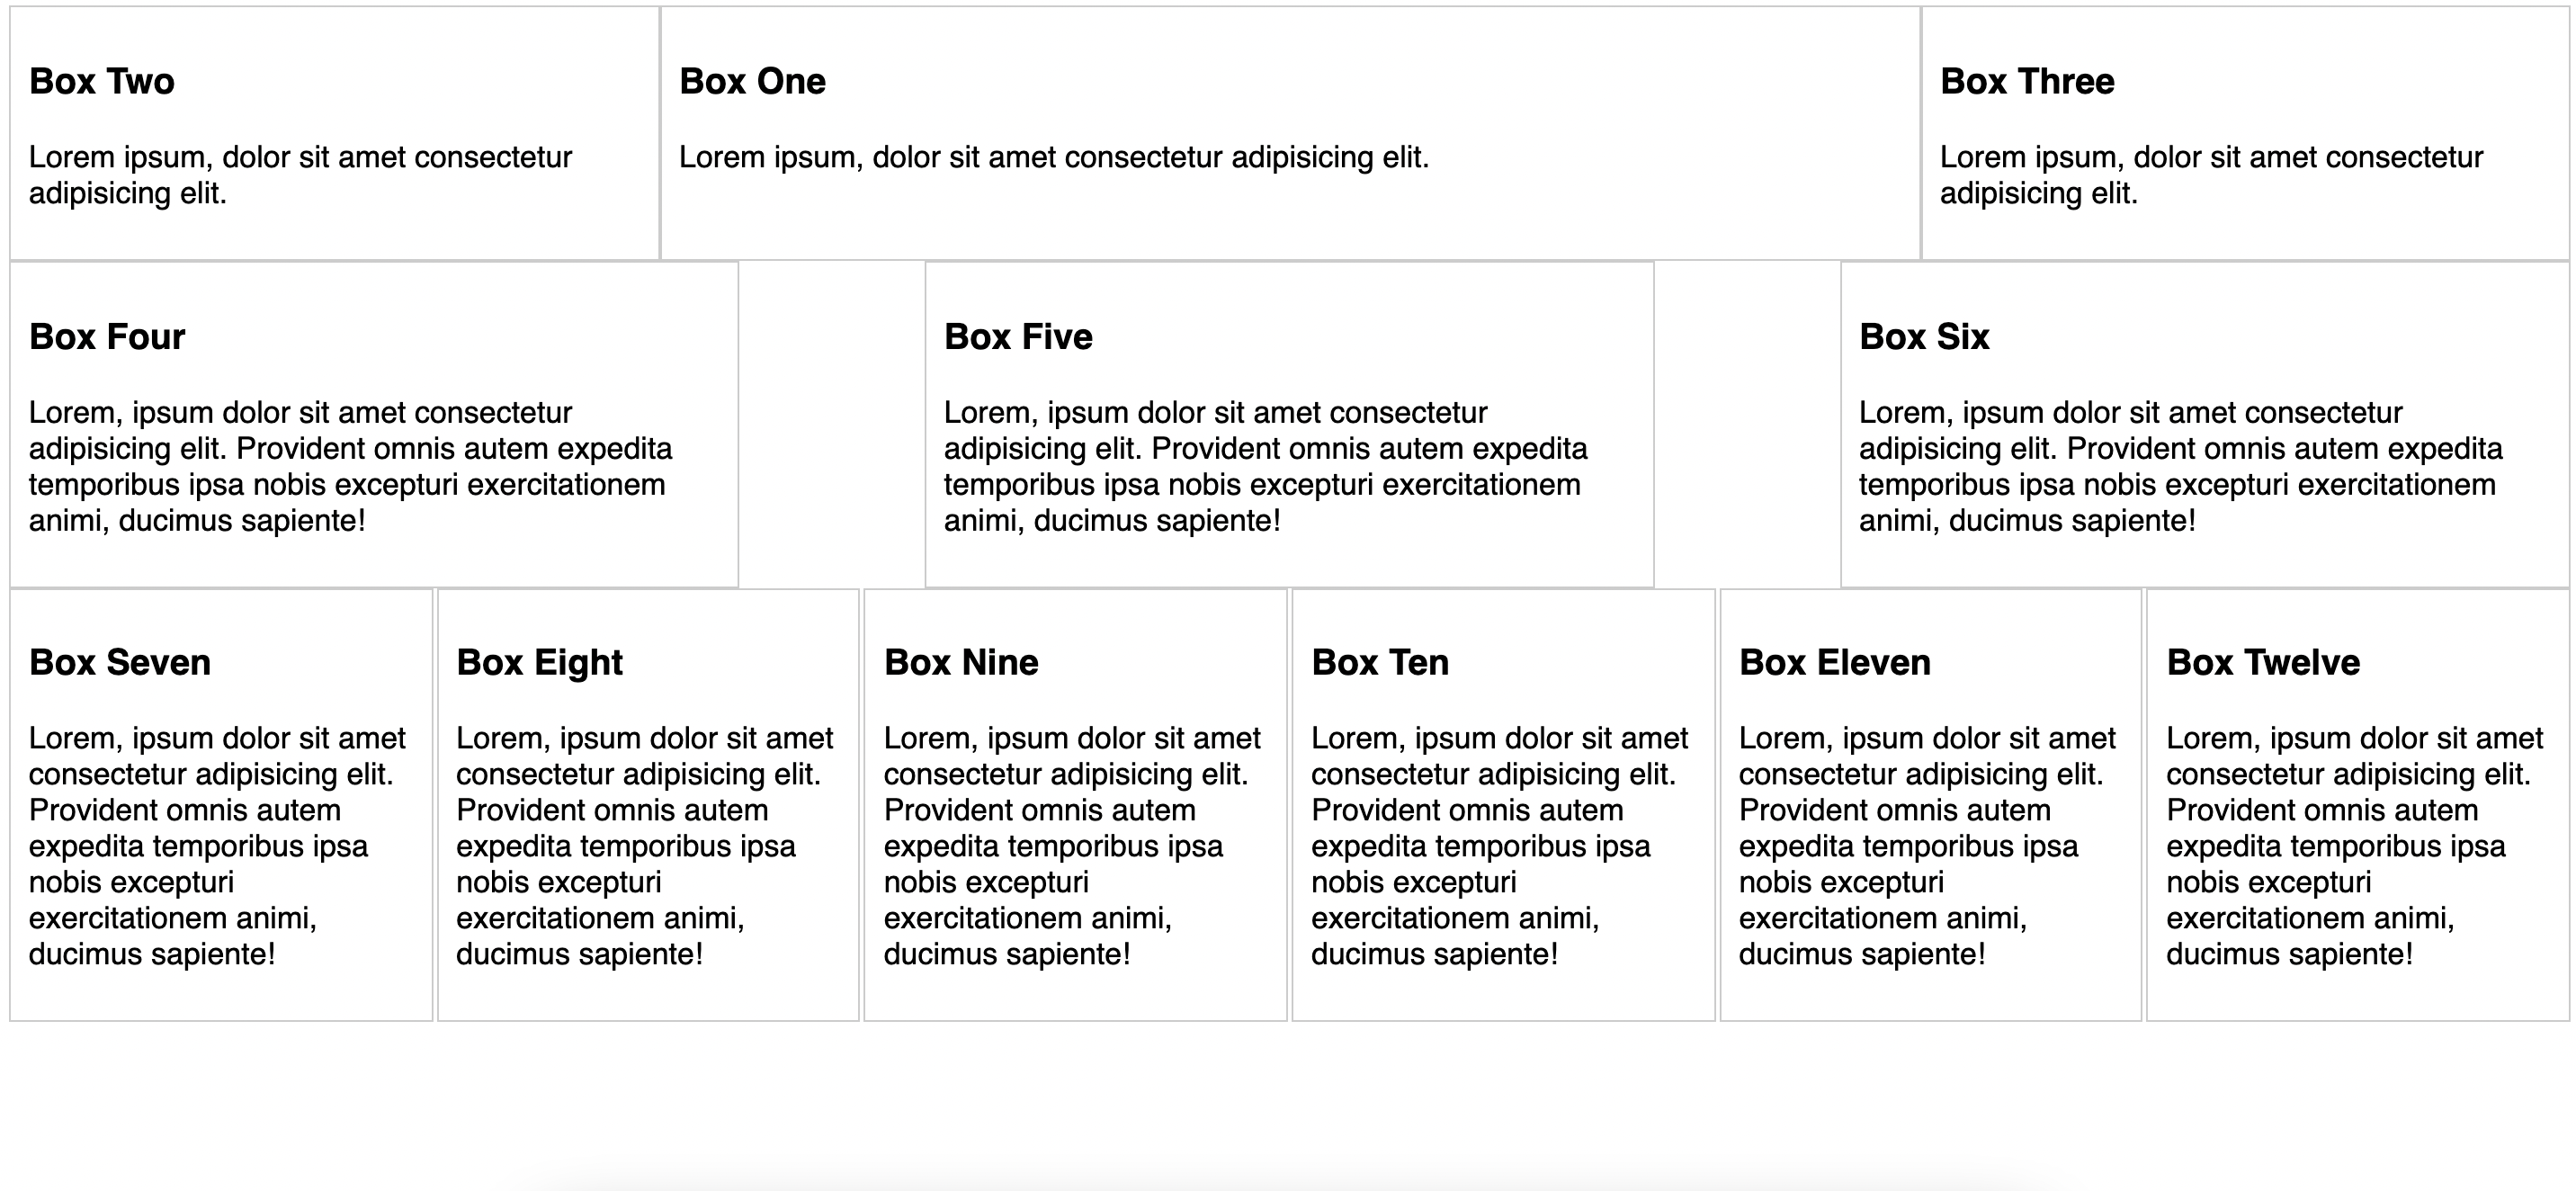 Box Two
Lorem ipsum, dolor sit amet consectetur
adipisicing elit.
Box One
Lorem ipsum, dolor sit amet consectetur adipisicing elit.
Box Three
Lorem ipsum, dolor sit amet consectetur
adipisicing elit.
Box Four
Lorem, ipsum dolor sit amet consectetur
adipisicing elit. Provident omnis autem expedita
temporibus ipsa nobis excepturi exercitationem
animi, ducimus sapiente!
Box Five
Lorem, ipsum dolor sit amet consectetur
adipisicing elit. Provident omnis autem expedita
temporibus ipsa nobis excepturi exercitationem
animi, ducimus sapiente!
Box Six
Lorem, ipsum dolor sit amet consectetur
adipisicing elit. Provident omnis autem expedita
temporibus ipsa nobis excepturi exercitationem
animi, ducimus sapiente!
Box Seven
Lorem, ipsum dolor sit amet
consectetur adipisicing elit.
Provident omnis autem
expedita temporibus ipsa
nobis excepturi
exercitationem animi,
ducimus sapiente!
Box Eight
Lorem, ipsum dolor sit amet
consectetur adipisicing elit.
Provident omnis autem
expedita temporibus ipsa
nobis excepturi
exercitationem animi,
ducimus sapiente!
Box Nine
Lorem, ipsum dolor sit amet
consectetur adipisicing elit.
Provident omnis autem
expedita temporibus ipsa
nobis excepturi
exercitationem animi,
ducimus sapiente!
Box Ten
Lorem, ipsum dolor sit amet
consectetur adipisicing elit.
Provident omnis autem
expedita temporibus ipsa
nobis excepturi
exercitationem animi,
ducimus sapiente!
Box Eleven
Lorem, ipsum dolor sit amet
consectetur adipisicing elit.
Provident omnis autem
expedita temporibus ipsa
nobis excepturi
exercitationem animi,
ducimus sapiente!
Box Twelve
Lorem, ipsum dolor sit amet
consectetur adipisicing elit.
Provident omnis autem
expedita temporibus ipsa
nobis excepturi
exercitationem animi,
ducimus sapiente!